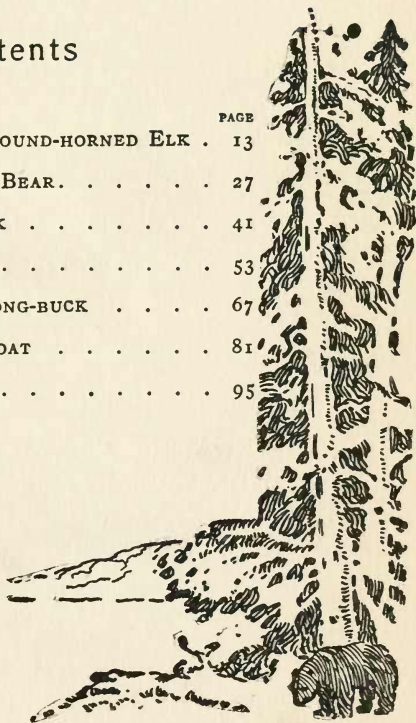 tents
PAGE
OUND-HORNED ELK . 13
BEAR. . . . . . . 27
K . . . . . . . . 41
. . . . . . . . . 53
ONG-BUCK . . . . 67
OAT . . . . . . . 81
. . . . . . . . . 95